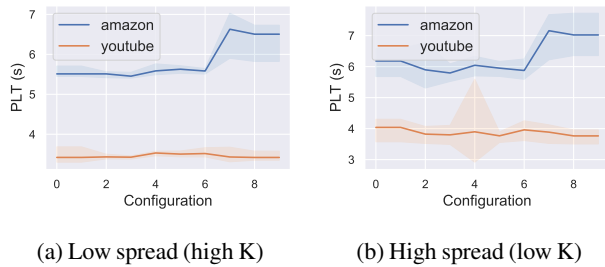 7
6
5
4
PLT (s)
amazon
youtube
0 2 4 6 8
Configuration
(a) Low spread (high K)
8
7
6
5
4
3
PLT (s)
amazon
youtube
0 2 4 6 8
Configuration
(b) High spread (low K)